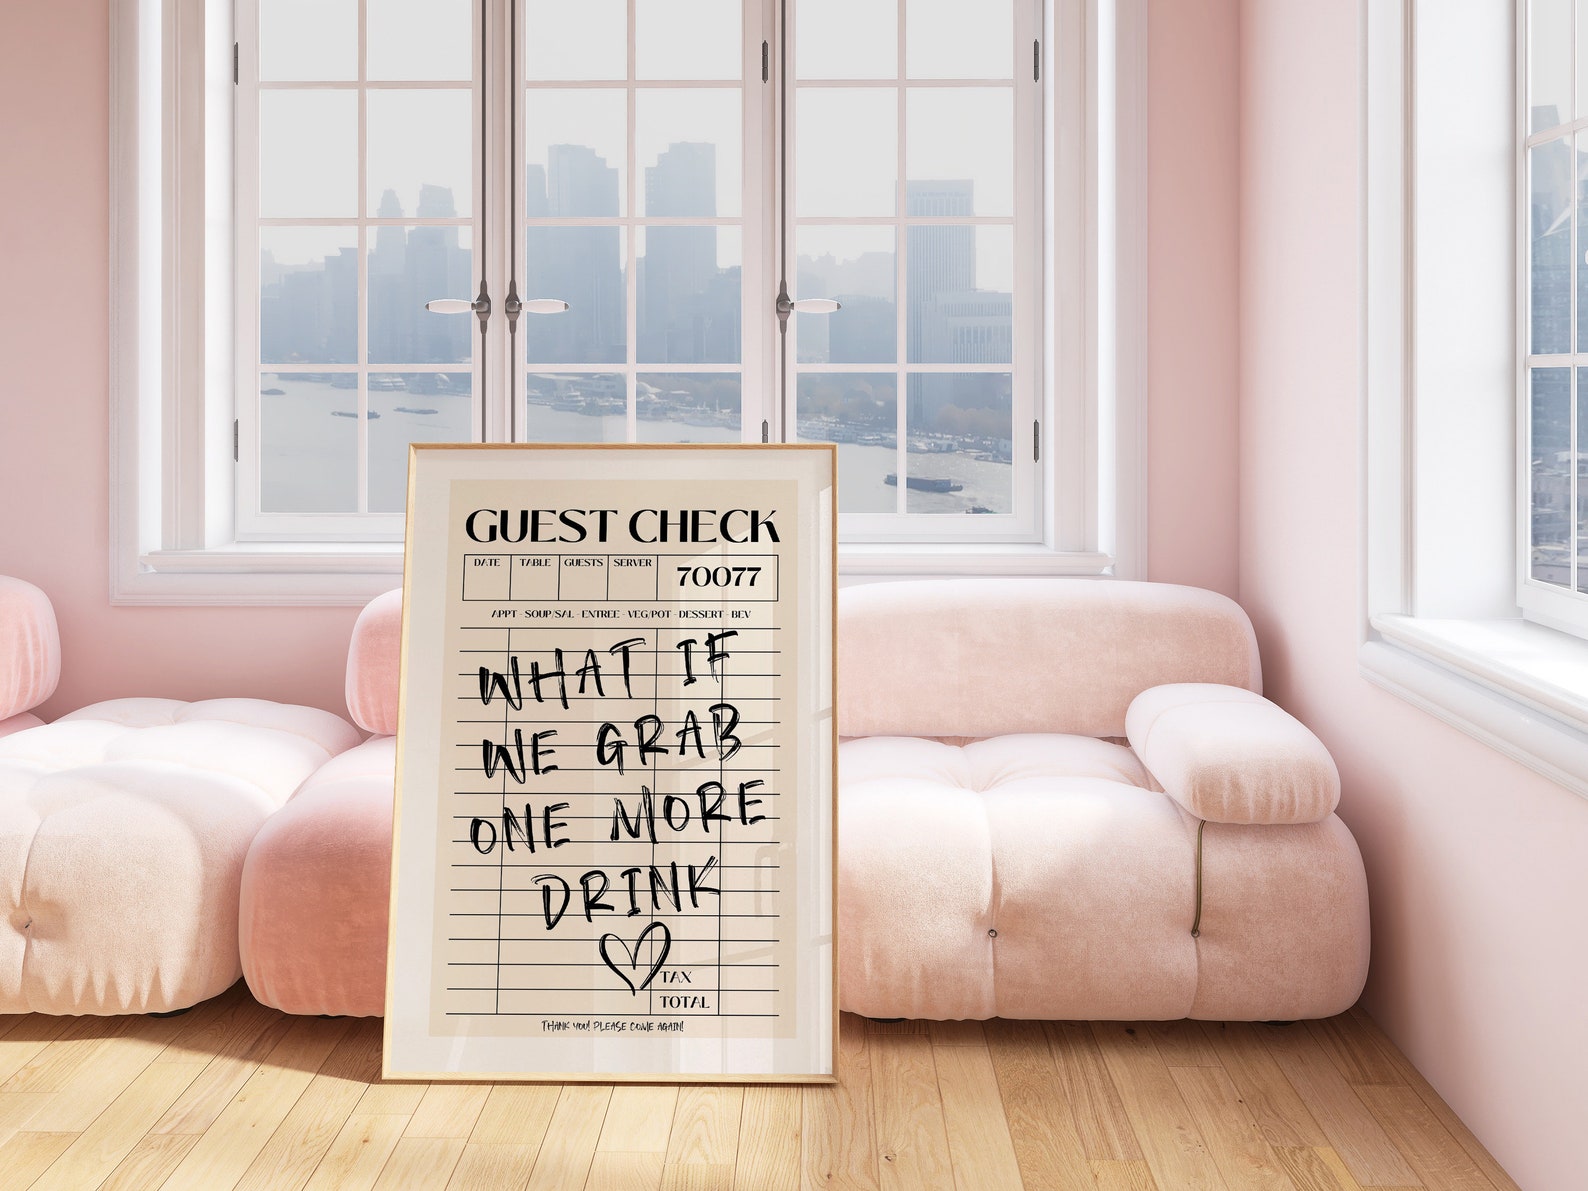 GUEST CHECK
DATE TABLE GUESTS SERVER 70077
APPT - SOUP/SAL - ENTREE - VEG/POT - DESSERT - BEV
WHAT IF
WE GRAB
ONE MORE
DRINK
TAX
TOTAL
THANK YOU! PLEASE COME AGAIN!